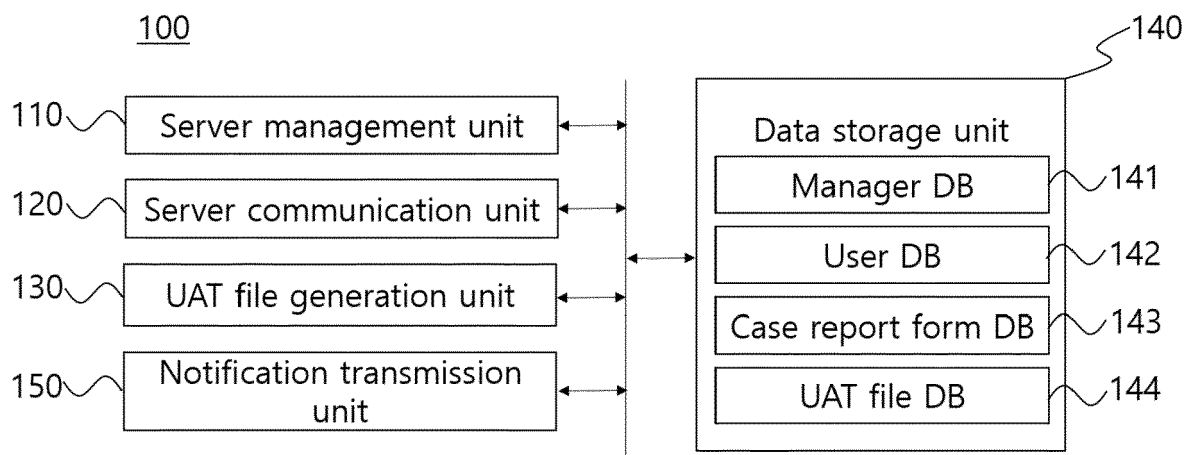 100
140
110
Server management unit
Data storage unit
Manager DB
141
120
Server communication unit
User DB
142
130
UAT file generation unit
Case report form DB
143
150
Notification transmission
unit
UAT file DB
144